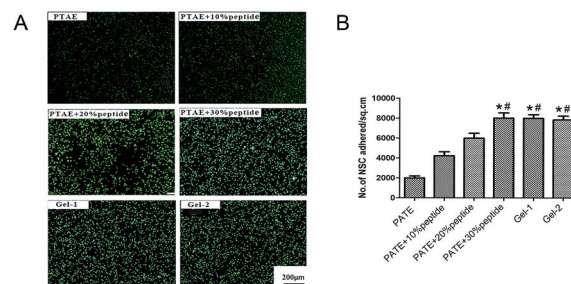 A
B
PTAE
PTAE+10%peptide
PTAE+20%peptide
PTAE+30%peptide
Gel-1
Gel-2
200μm
No.of NSC adhered/sq.cm
10000
8000
6000
4000
2000
0
*#
*#
*#
PATE
PATE+10%peptide
PATE+20%peptide
PATE+30%peptide
Gel-1
Gel-2